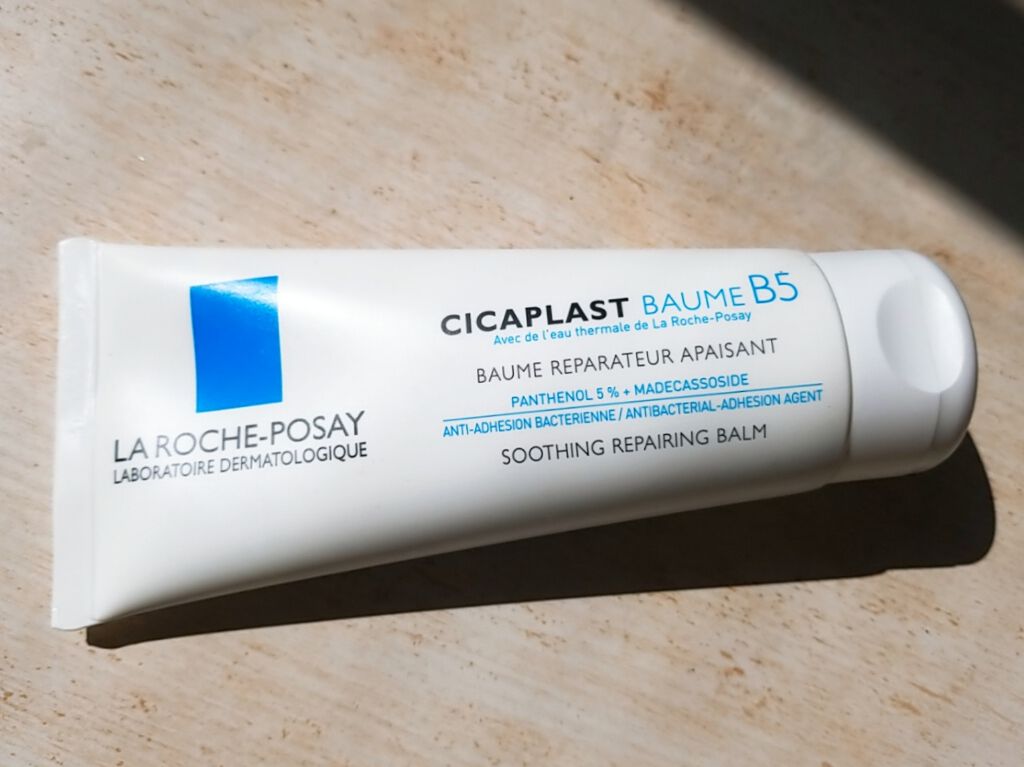 LA ROCHE-POSAY
LABORATOIRE DERMATOLOGIQUE
CICAPLAST BAUME B5
Avec de l'eau thermale de La Roche-Posay
BAUME REPARATEUR APAISANT
PANTHENOL 5 % + MADECASSOSIDE
ANTI-ADHESION BACTERIENNE / ANTIBACTERIAL-ADHESION AGENT
SOOTHING REPAIRING BALM